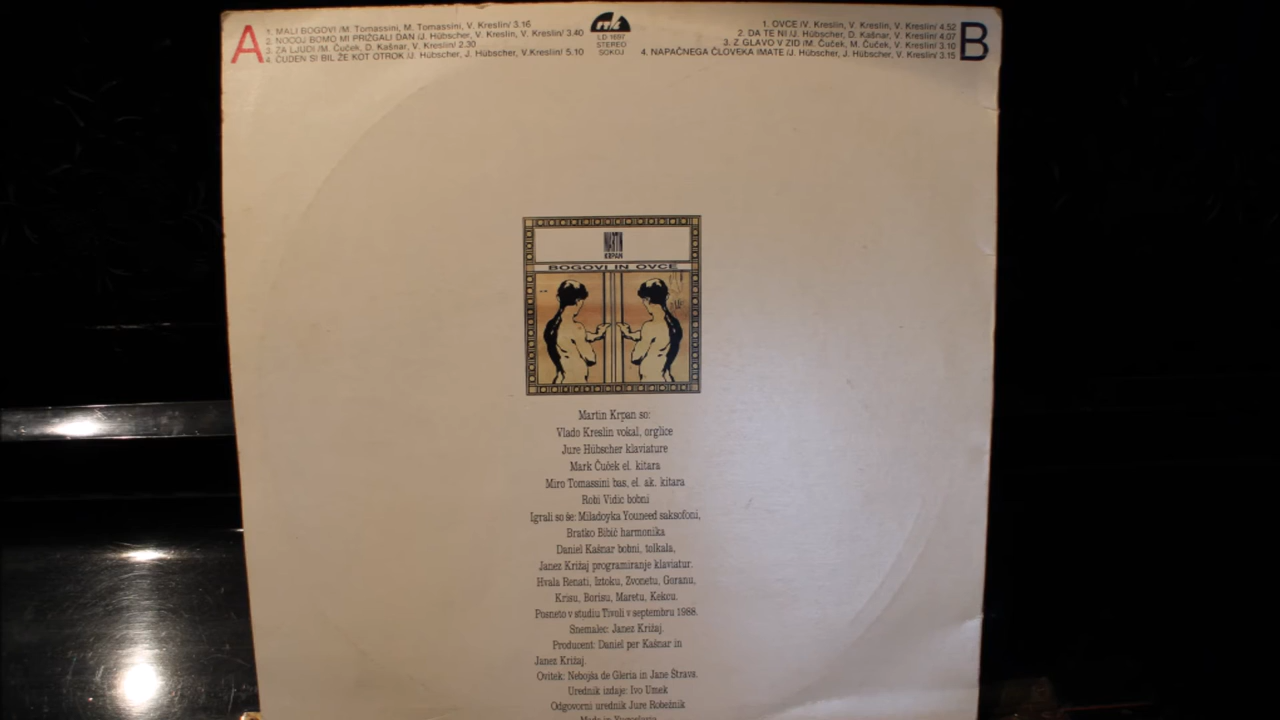 A
1. MALI BOGOVI /M. Tomassini, M. Tomassini, V. Kreslin/ 3.16
2. NOCOJ BOMO MI PRIŽGALI DAN /J. Hübscher, V. Kreslin, V. Kreslin/ 3.40
3. ZA LJUDI /M. Čuček, D. Kašnar, V. Kreslin/ 2.30
4. ČUDEN SI BIL ŽE KOT OTROK /J. Hübscher, J. Hübscher, V.Kreslin/ 5.10
rtvlj
LD 1697
STEREO
SOKOJ
B
1. OVCE /V. Kreslin, V. Kreslin, V. Kreslin/ 4.52
2. DA TE NI /J. Hübscher, D. Kašnar, V. Kreslin/ 4.07
3. Z GLAVO V ZID /M. Čuček, M. Čuček, V. Kreslin/ 3.10
4. NAPAČNEGA ČLOVEKA IMATE /J. Hübscher, J. Hübscher, V. Kreslin/ 3.15
MARTIN
KRPAN
BOGOVI IN OVCE
Martin Krpan so:
Vlado Kreslin vokal, orglice
Jure Hübscher klaviature
Mark Čuček el. kitara
Miro Tomassini bas, el. ak. kitara
Robi Vidic bobni
Igrali so še: Miladoyka Youneed saksofoni,
Bratko Bibič harmonika
Daniel Kašnar bobni, tolkala,
Janez Križaj programiranje klaviatur.
Hvala Renati, Iztoku, Zvonetu, Goranu,
Krisu, Borisu, Maretu, Kekcu.
Posneto v studiu Tivoli v septembru 1988.
Snemalec: Janez Križaj.
Producent: Daniel per Kašnar in
Janez Križaj.
Ovitek: Nebojša de Gleria in Jane Štrava.
Urednik izdaje: Ivo Umek
Odgovorni urednik Jure Robežnik
Made in Yugoslavia